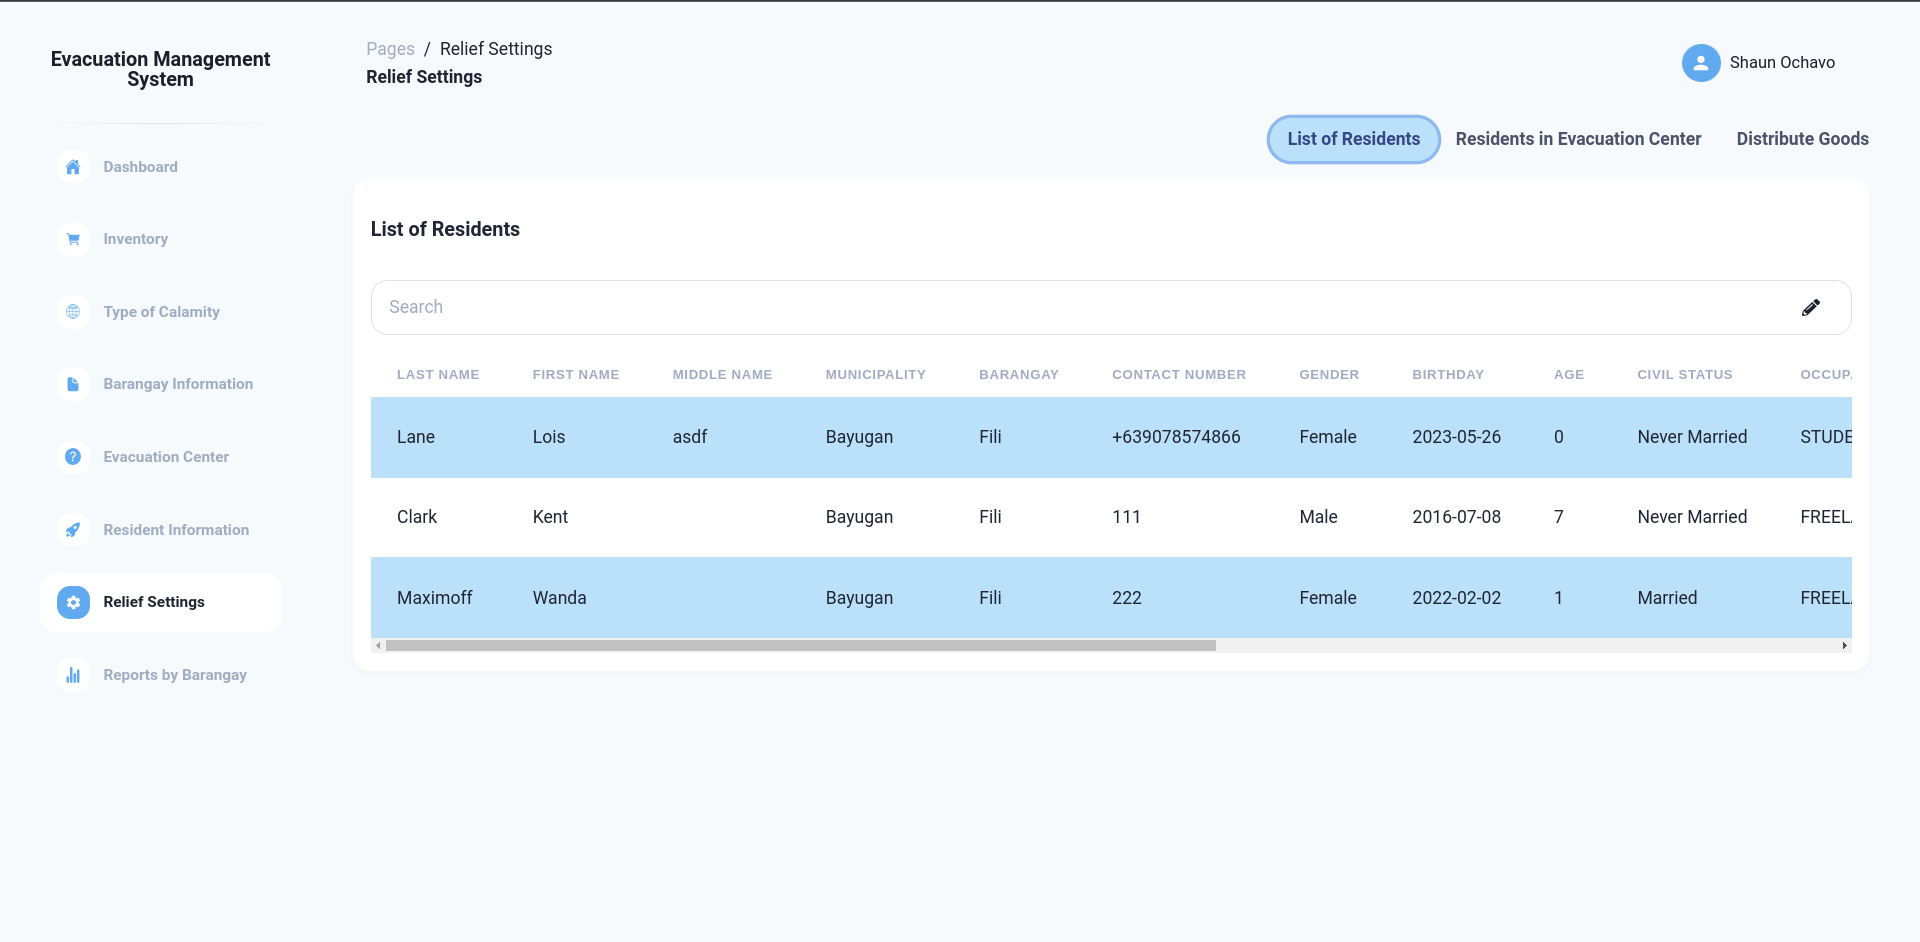 Evacuation Management
System
Dashboard
Inventory
Type of Calamity
Barangay Information
Evacuation Center
Resident Information
Relief Settings
Reports by Barangay
Pages / Relief Settings
Relief Settings
Shaun Ochavo
List of Residents Residents in Evacuation Center Distribute Goods
List of Residents
Search
LAST NAME FIRST NAME MIDDLE NAME MUNICIPALITY BARANGAY CONTACT NUMBER GENDER BIRTHDAY AGE CIVIL STATUS OCCUPA
Lane Lois asdf Bayugan Fili +639078574866 Female 2023-05-26 0 Never Married STUDE
Clark Kent Bayugan Fili 111 Male 2016-07-08 7 Never Married FREEL
Maximoff Wanda Bayugan Fili 222 Female 2022-02-02 1 Married FREEL